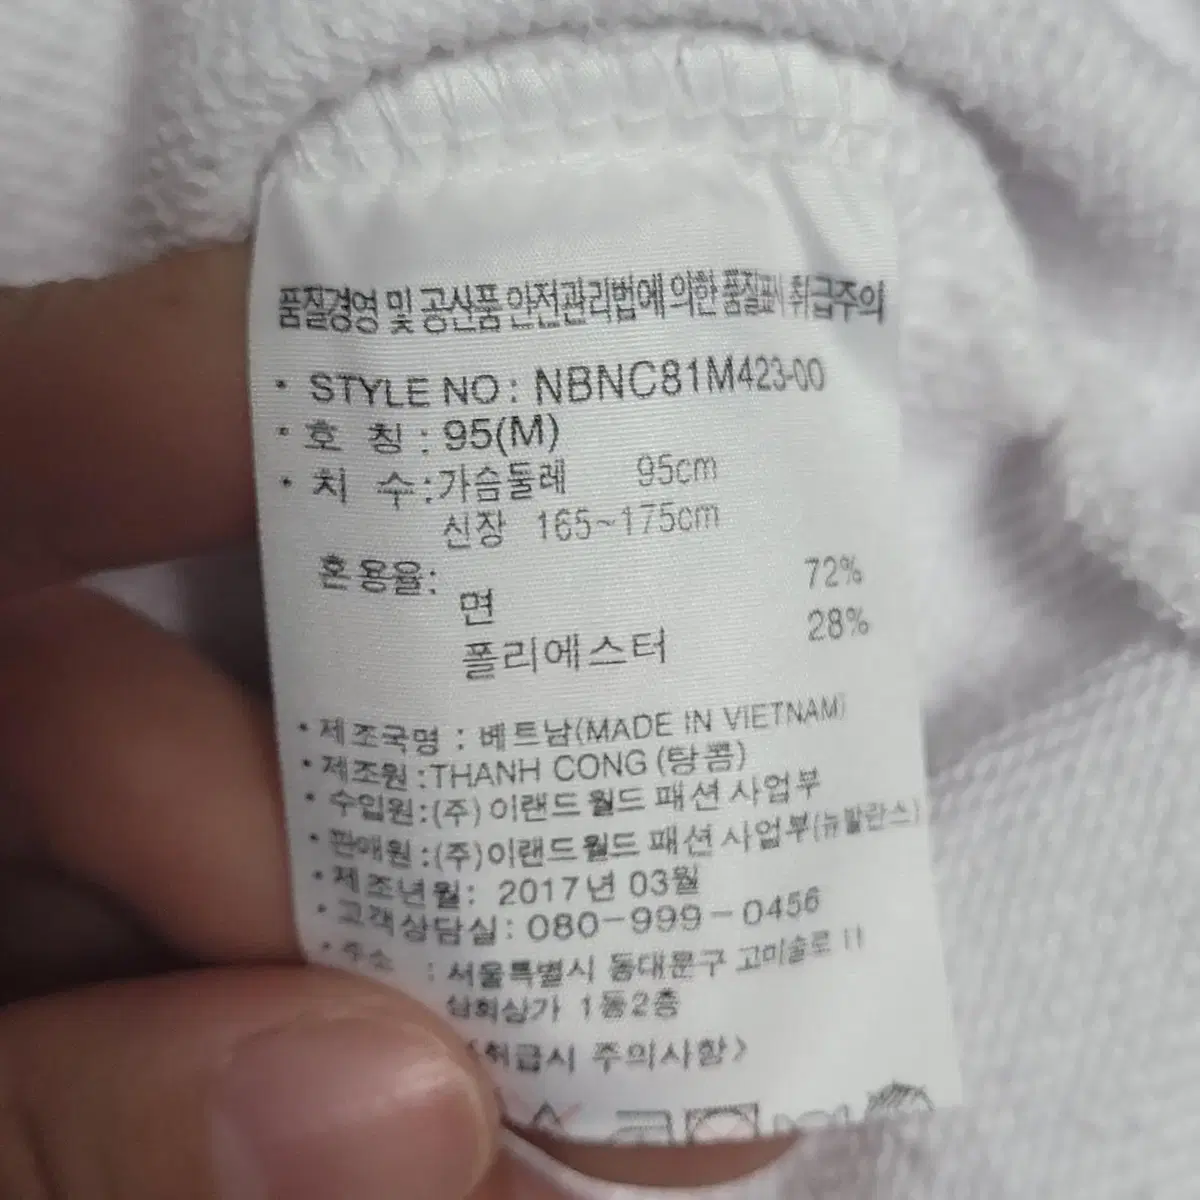 품질경영 및 공산품 안전관리법에 의한 품질표시 취급주의
• STYLE NO : NBNC81M423-00
• 호 칭 : 95(M)
• 치 수 : 가슴둘레 95cm
신장 165~175cm
혼용율:
면 72%
폴리에스터 28%
• 제조국명 : 베트남(MADE IN VIETNAM)
• 제조원 : THANH CONG (탕콤)
• 수입원 : (주) 이랜드 월드 패션 사업부
• 판매원 : (주)이랜드 월드 패션 사업부(뉴발란스)
• 제조년월 : 2017년 03월
• 고객상담실 : 080-999-0456
• 주소 : 서울특별시 동대문구 고미술로 11
삼희상가 1동2층
<취급시 주의사항>